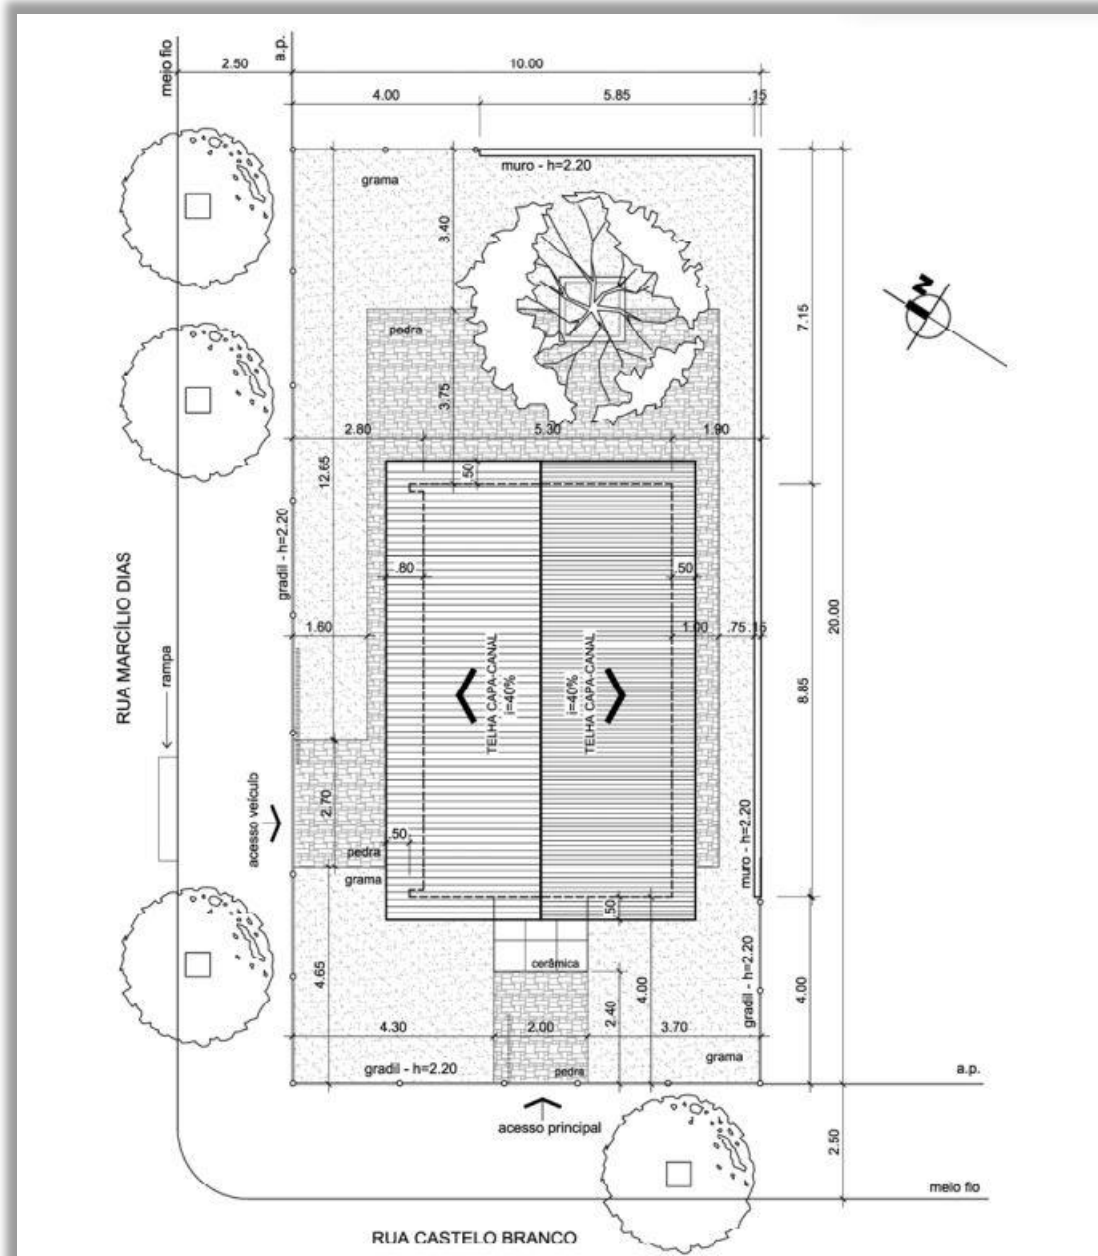 meio fio
2.50
a.p.
10.00
4.00
5.85
.15
muro - h=2.20
grama
3.40
N
7.15
pedra
3.75
2.80
5.30
1.90
12.65
.50
gradil - h=2.20
.80
.50
RUA MARCÍLIO DIAS
rampa
1.60
1.00
.75
.15
20.00
TELHA CAPA-CANAL
i=40%
i=40%
TELHA CAPA-CANAL
8.85
acesso veículo
2.70
.50
pedra
grama
muro - h=2.20
.50
4.65
cerâmica
4.00
2.40
gradil - h=2.20
4.00
4.30
2.00
3.70
gradil - h=2.20
pedra
grama
a.p.
acesso principal
2.50
meio fio
RUA CASTELO BRANCO